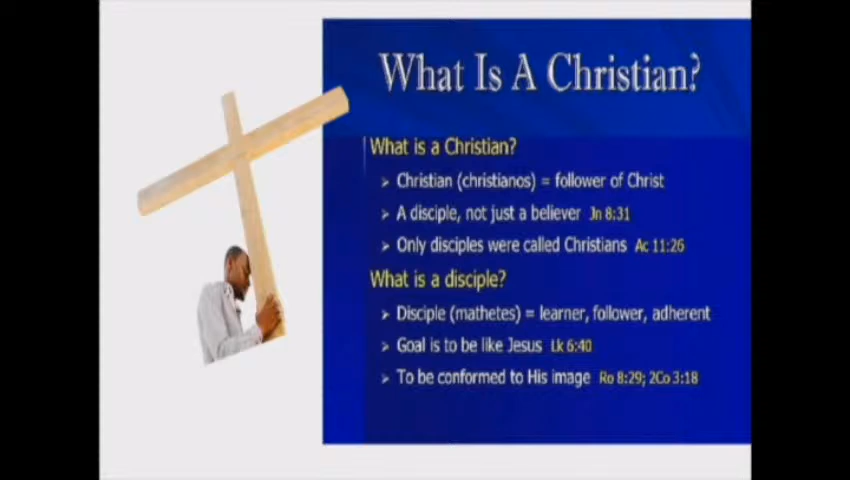 What Is A Christian?
What is a Christian?
➢ Christian (christianos) = follower of Christ
➢ A disciple, not just a believer Jn 8:31
➢ Only disciples were called Christians Ac 11:26
What is a disciple?
➢ Disciple (mathetes) = learner, follower, adherent
➢ Goal is to be like Jesus Lk 6:40
➢ To be conformed to His image Ro 8:29; 2Co 3:18